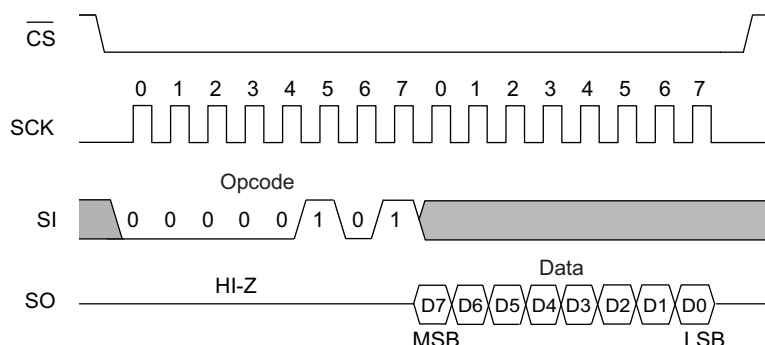 CS
0 1 2 3 4 5 6 7 0 1 2 3 4 5 6 7
SCK
Opcode
SI 0 0 0 0 0 1 0 1
HI-Z Data
SO D7 D6 D5 D4 D3 D2 D1 D0
MSB LSB